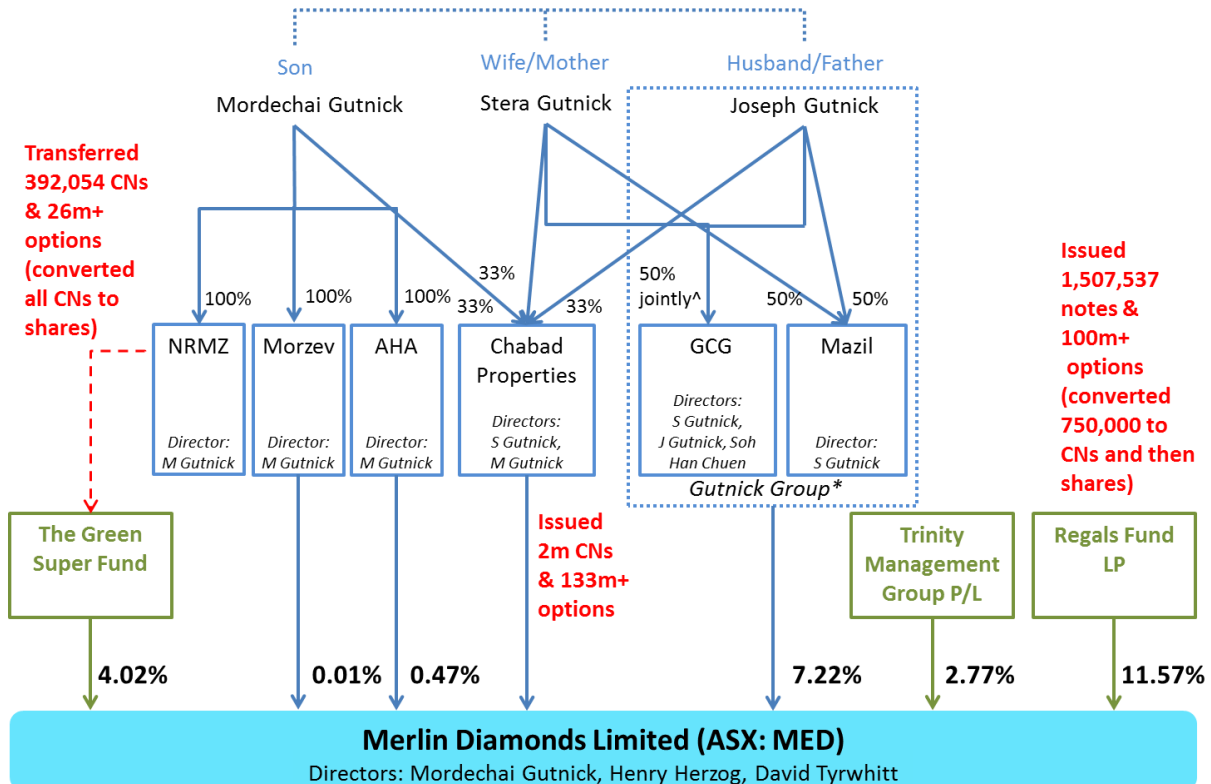 Son
Wife/Mother
Husband/Father
Mordechai Gutnick
Stera Gutnick
Joseph Gutnick
Transferred
392,054 CNs
& 26m+
options
(converted
all CNs to
shares)
Issued
1,507,537
notes &
100m+
options
(converted
750,000 to
CNs and then
shares)
100%
100%
100%
33%
33%
33%
50%
jointly^
50%
50%
NRMZ
Director:
M Gutnick
Morzev
Director:
M Gutnick
AHA
Director:
M Gutnick
Chabad
Properties
Directors:
S Gutnick,
M Gutnick
GCG
Directors:
S Gutnick,
J Gutnick, Soh
Han Chuen
Mazil
Director:
S Gutnick
Gutnick Group*
The Green
Super Fund
Issued
2m CNs
& 133m+
options
Trinity
Management
Group P/L
Regals Fund
LP
4.02%
0.01%
0.47%
7.22%
2.77%
11.57%
Merlin Diamonds Limited (ASX: MED)
Directors: Mordechai Gutnick, Henry Herzog, David Tyrwhitt